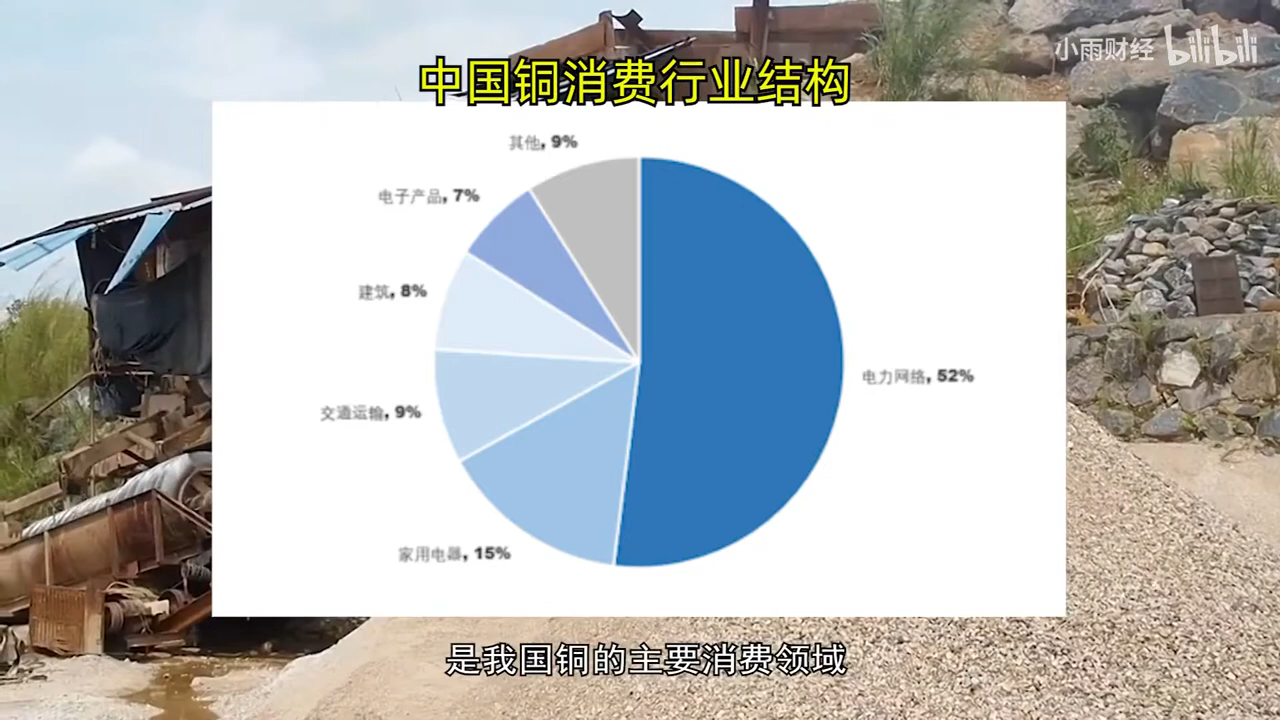 小雨财经 bilibili
中国铜消费行业结构
其他, 9%
电子产品, 7%
建筑, 8%
电力网络, 52%
交通运输, 9%
家用电器, 15%
是我国铜的主要消费领域